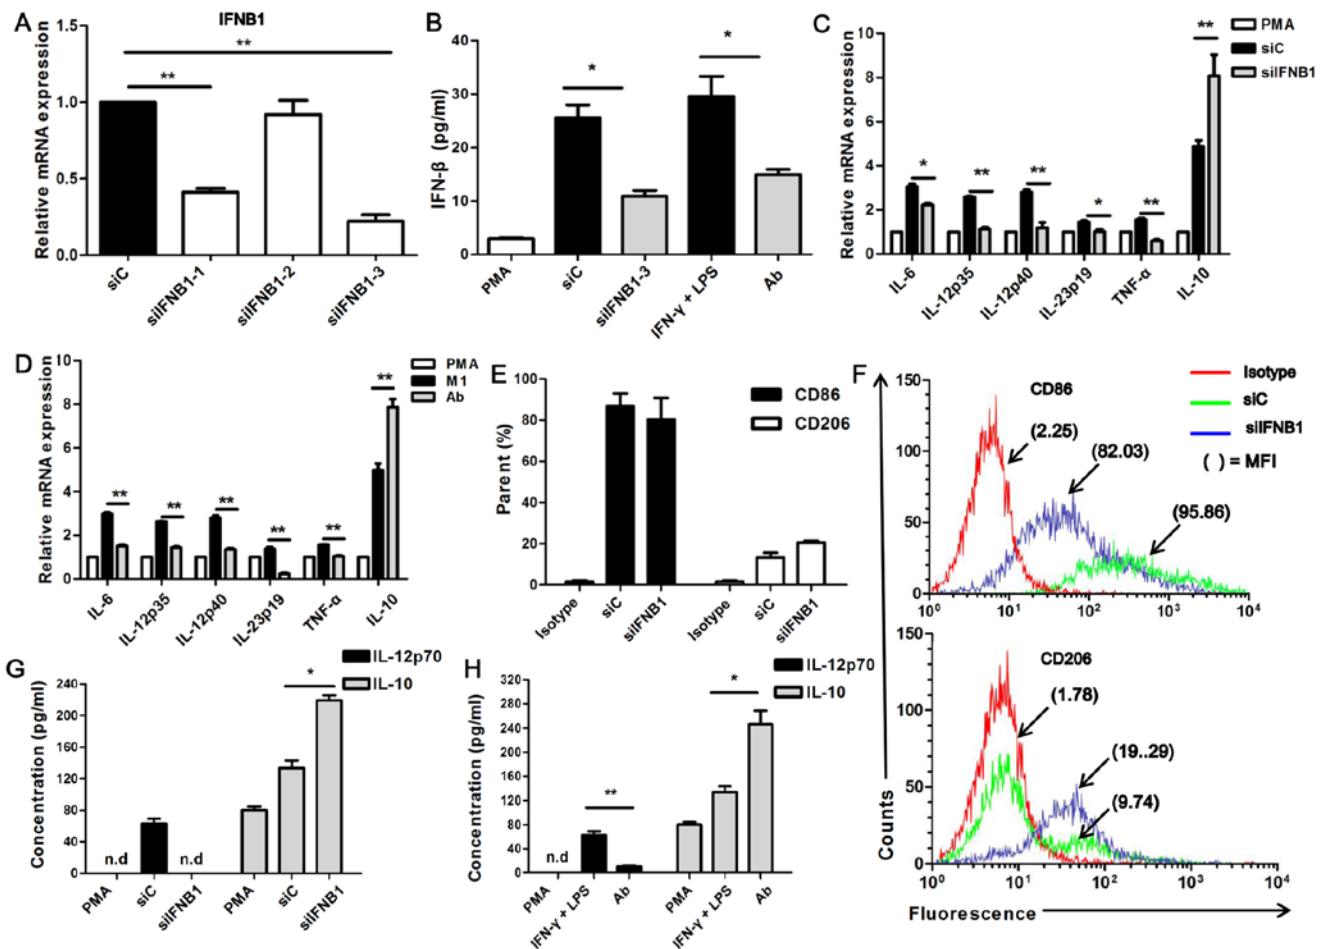 A
IFNB1
Relative mRNA expression
1.5
1.0
0.5
0.0
**
**
siC
siIFNB1-1
siIFNB1-2
siIFNB1-3
B
IFN-β (pg/ml)
40
30
20
10
0
*
*
PMA
siC
siIFNB1-3
IFN-γ + LPS
Ab
C
Relative mRNA expression
10
8
6
4
2
0
*
**
**
*
**
**
IL-6
IL-12p35
IL-12p40
IL-23p19
TNF-α
IL-10
PMA
siC
siIFNB1
D
Relative mRNA expression
10
8
6
4
2
0
**
**
**
**
**
**
IL-6
IL-12p35
IL-12p40
IL-23p19
TNF-α
IL-10
PMA
M1
Ab
E
Parent (%)
100
80
60
40
20
0
CD86
CD206
Isotype
siC
siIFNB1
Isotype
siC
siIFNB1
F
150
100
50
0
CD86
(2.25)
(82.03)
(95.86)
Isotype
siC
siIFNB1
( ) = MFI
10⁰
10¹
10²
10³
10⁴
150
100
50
0
CD206
(1.78)
(19..29)
(9.74)
10⁰
10¹
10²
10³
10⁴
Counts
Fluorescence
G
Concentration (pg/ml)
240
200
160
120
80
40
0
IL-12p70
IL-10
*
n.d
n.d
PMA
siC
siIFNB1
PMA
siC
siIFNB1
H
Concentration (pg/ml)
320
280
240
200
160
120
80
40
0
IL-12p70
IL-10
*
**
n.d
PMA
IFN-γ + LPS
Ab
PMA
IFN-γ + LPS
Ab